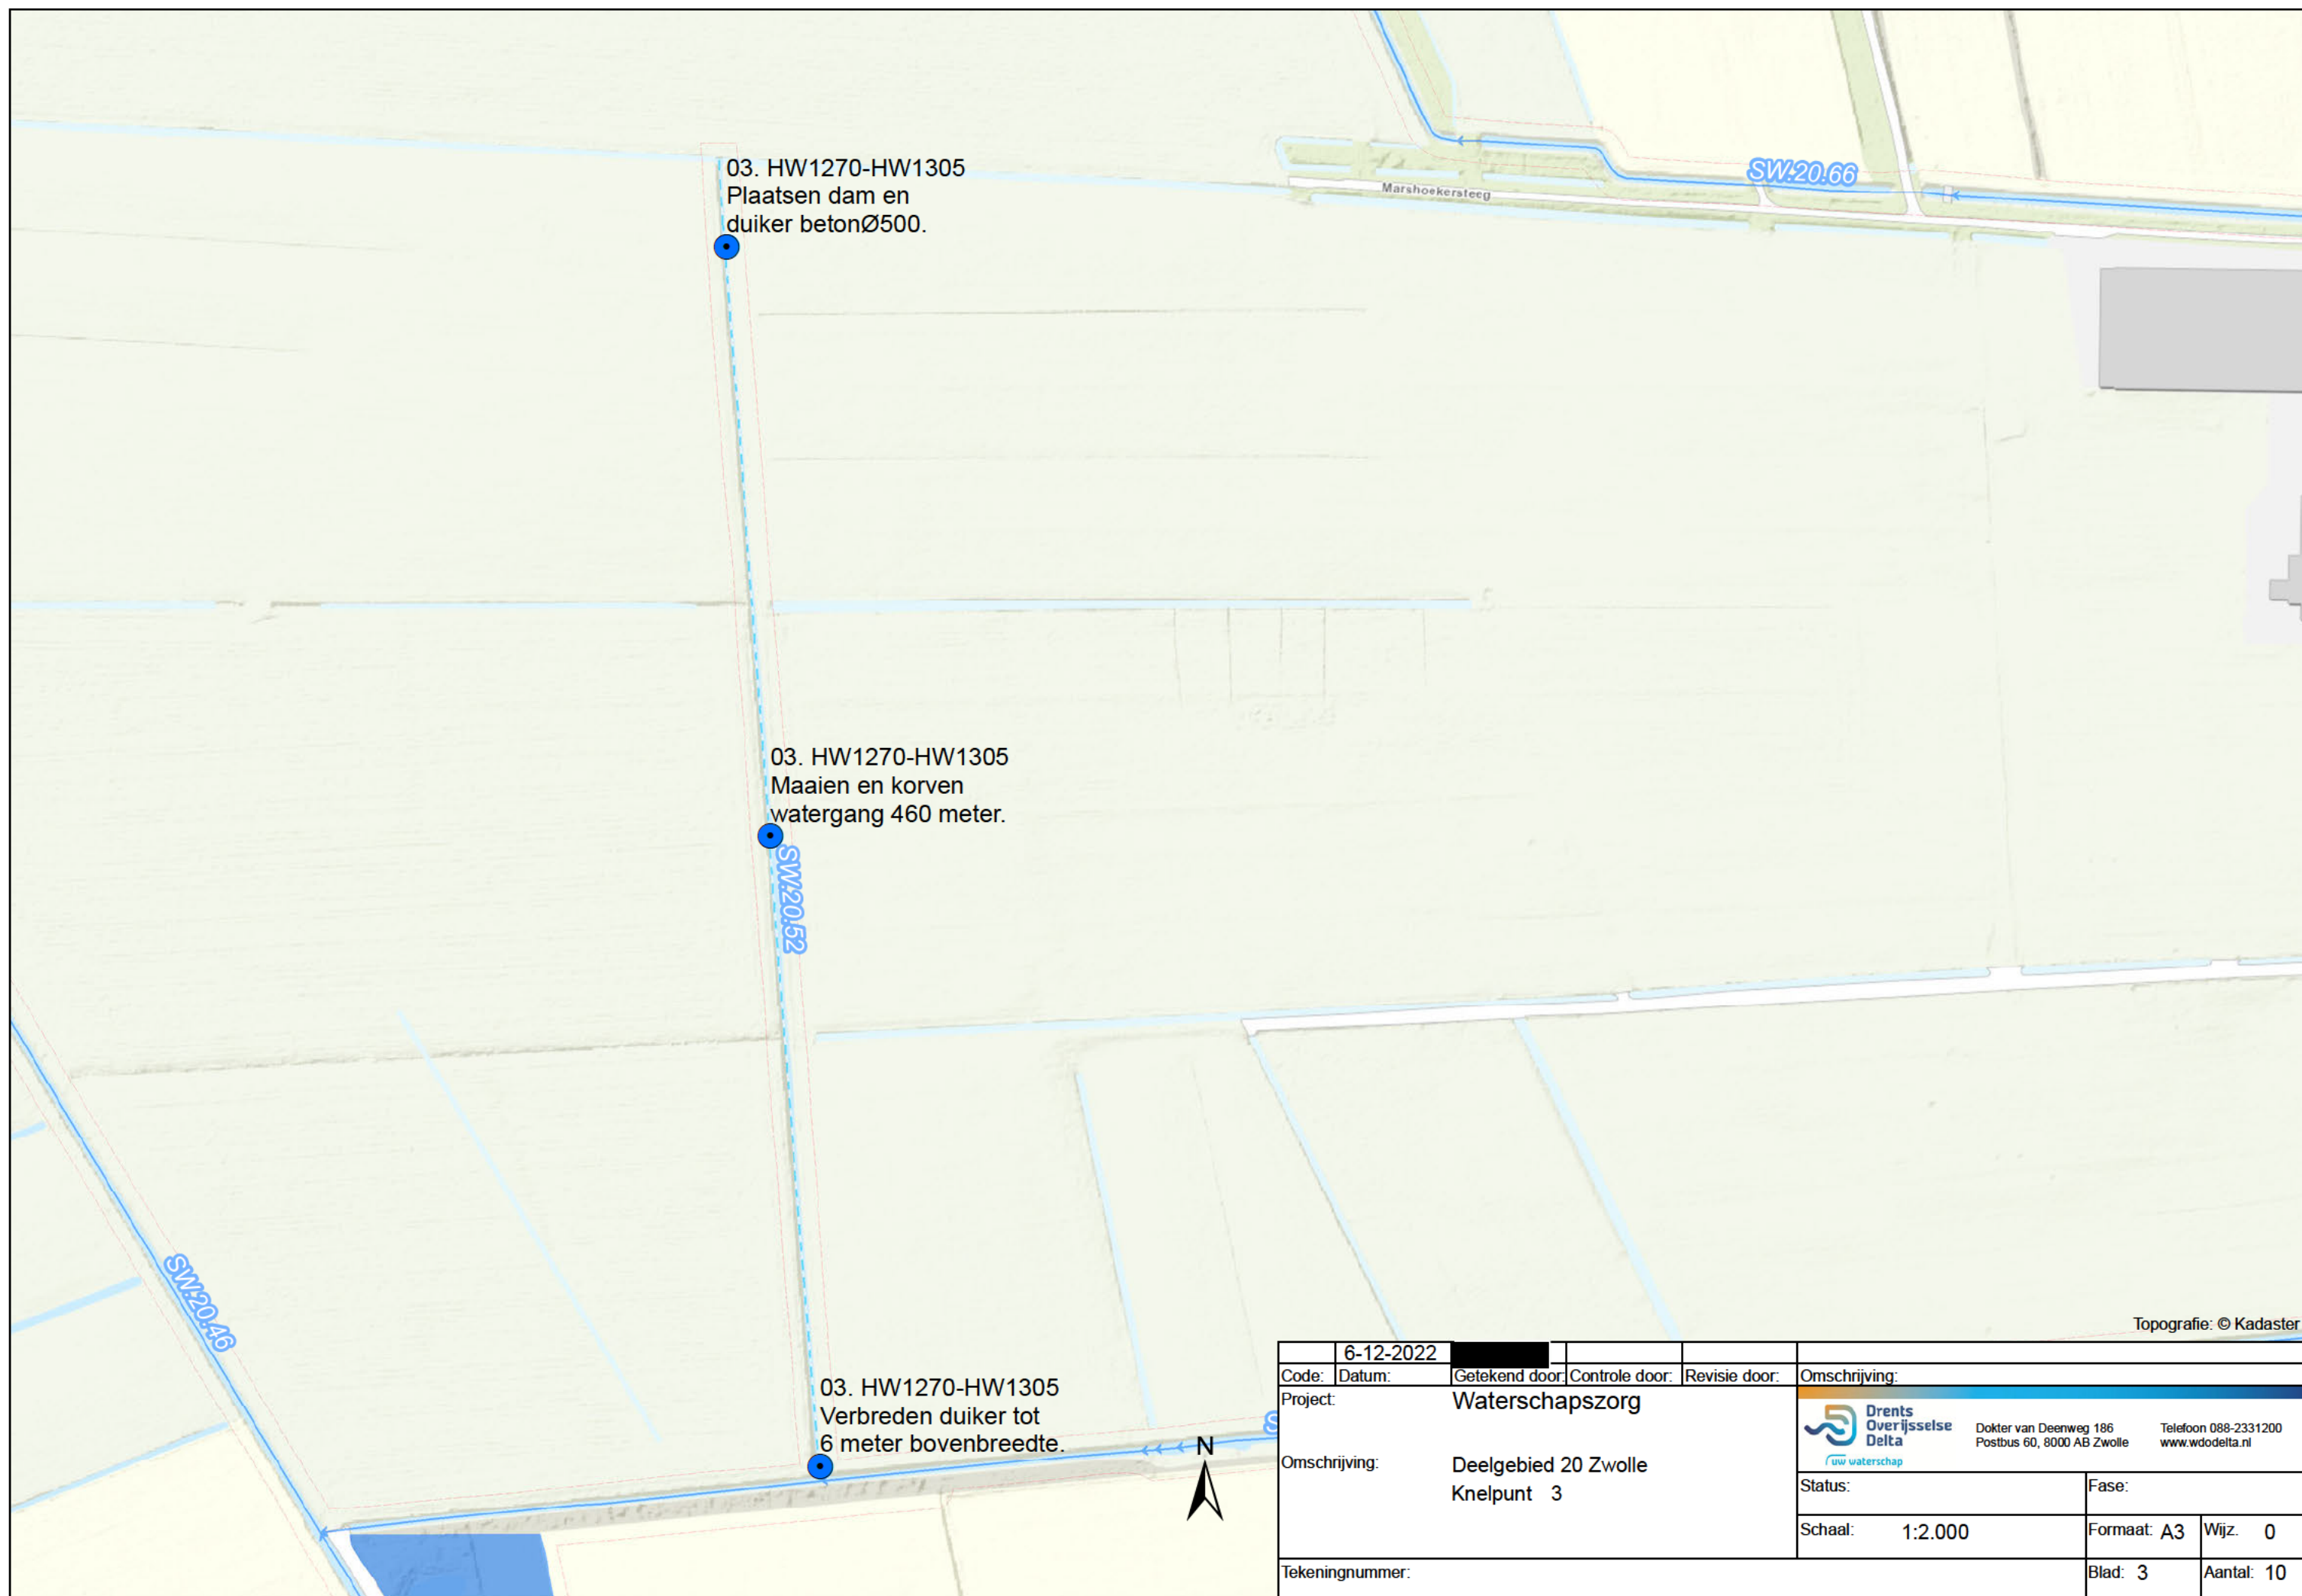 03. HW1270-HW1305
Plaatsen dam en
duiker betonØ500.
SW.20.66
Marshoekersteeg
03. HW1270-HW1305
Maaien en korven
watergang 460 meter.
SW.20.52
SW.20.46
03. HW1270-HW1305
Verbreden duiker tot
6 meter bovenbreedte.
S
N
Topografie: © Kadaster
6-12-2022
Code: Datum: Getekend door: Controle door: Revisie door: Omschrijving:
Project: Waterschapszorg
Omschrijving: Deelgebied 20 Zwolle
Knelpunt 3
Drents
Overijsselse
Delta
uw waterschap
Dokter van Deenweg 186
Postbus 60, 8000 AB Zwolle
Telefoon 088-2331200
www.wdodelta.nl
Status: Fase:
Schaal: 1:2.000 Formaat: A3 Wijz. 0
Tekeningnummer: Blad: 3 Aantal: 10